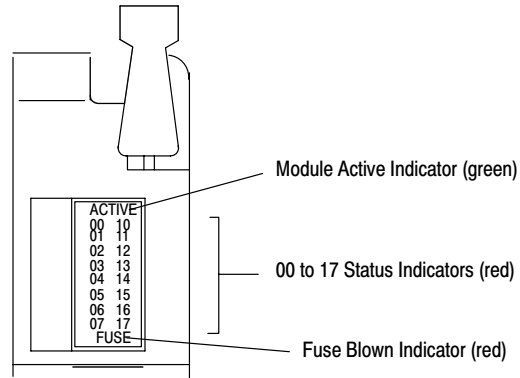 Module Active Indicator (green)
ACTIVE
00 10
01 11
02 12
03 13
04 14
05 15
06 16
07 17
FUSE
00 to 17 Status Indicators (red)
Fuse Blown Indicator (red)